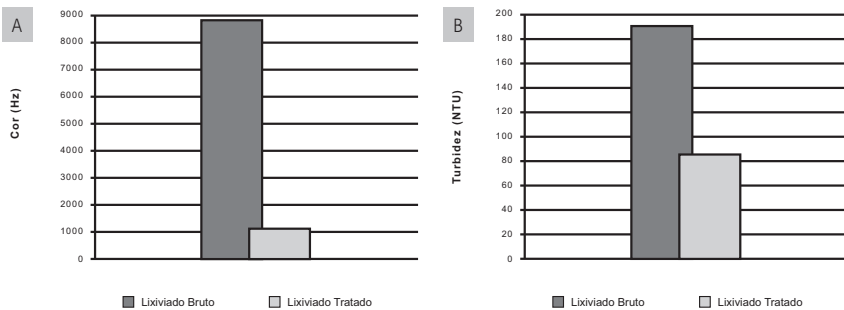 A
Cor (Hz)
9000
8000
7000
6000
5000
4000
3000
2000
1000
0
Lixiviado Bruto
Lixiviado Tratado
B
Turbidez (NTU)
200
180
160
140
120
100
80
60
40
20
0
Lixiviado Bruto
Lixiviado Tratado